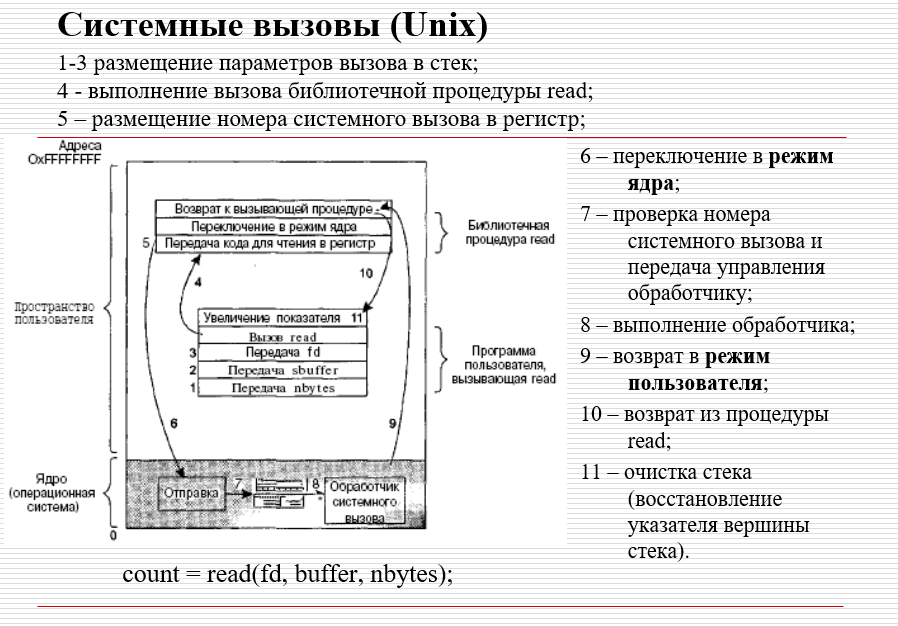 Системные вызовы (Unix)
1-3 размещение параметров вызова в стек;
4 - выполнение вызова библиотечной процедуры read;
5 – размещение номера системного вызова в регистр;
Адреса
0xFFFFFFFF
Возврат к вызывающей процедуре
Переключение в режим ядра
5 Передача кода для чтения в регистр
Библиотечная
процедура read
4
10
Пространство
пользователя
Увеличение показателя 11
Вызов read
3 Передача fd
2 Передача sbuffer
1 Передача nbytes
Программа
пользователя,
вызывающая read
6
9
Ядро
(операционная
система)
Отправка
7
8
Обработчик
системного
вызова
0
6 – переключение в режим
ядра;
7 – проверка номера
системного вызова и
передача управления
обработчику;
8 – выполнение обработчика;
9 – возврат в режим
пользователя;
10 – возврат из процедуры
read;
11 – очистка стека
(восстановление
указателя вершины
стека).
count = read(fd, buffer, nbytes);